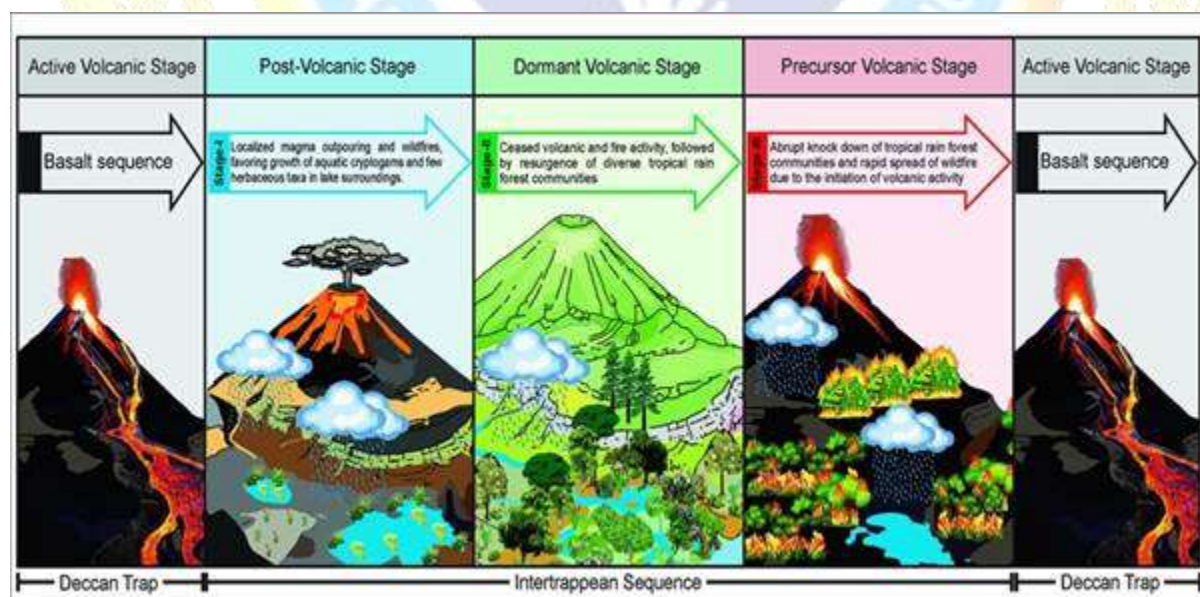 Active Volcanic Stage
Post-Volcanic Stage
Dormant Volcanic Stage
Precursor Volcanic Stage
Active Volcanic Stage
Basalt sequence
Stage-I
Localized magma outpouring and wildfires,
favoring growth of aquatic cryptogams and few
herbaceous taxa in lake surroundings.
Stage-II
Ceased volcanic and fire activity, followed
by resurgence of diverse tropical rain
forest communities
Stage-III
Abrupt knock down of tropical rain forest
communities and rapid spread of wildfire
due to the initiation of volcanic activity
Basalt sequence
Deccan Trap
Intertrappean Sequence
Deccan Trap